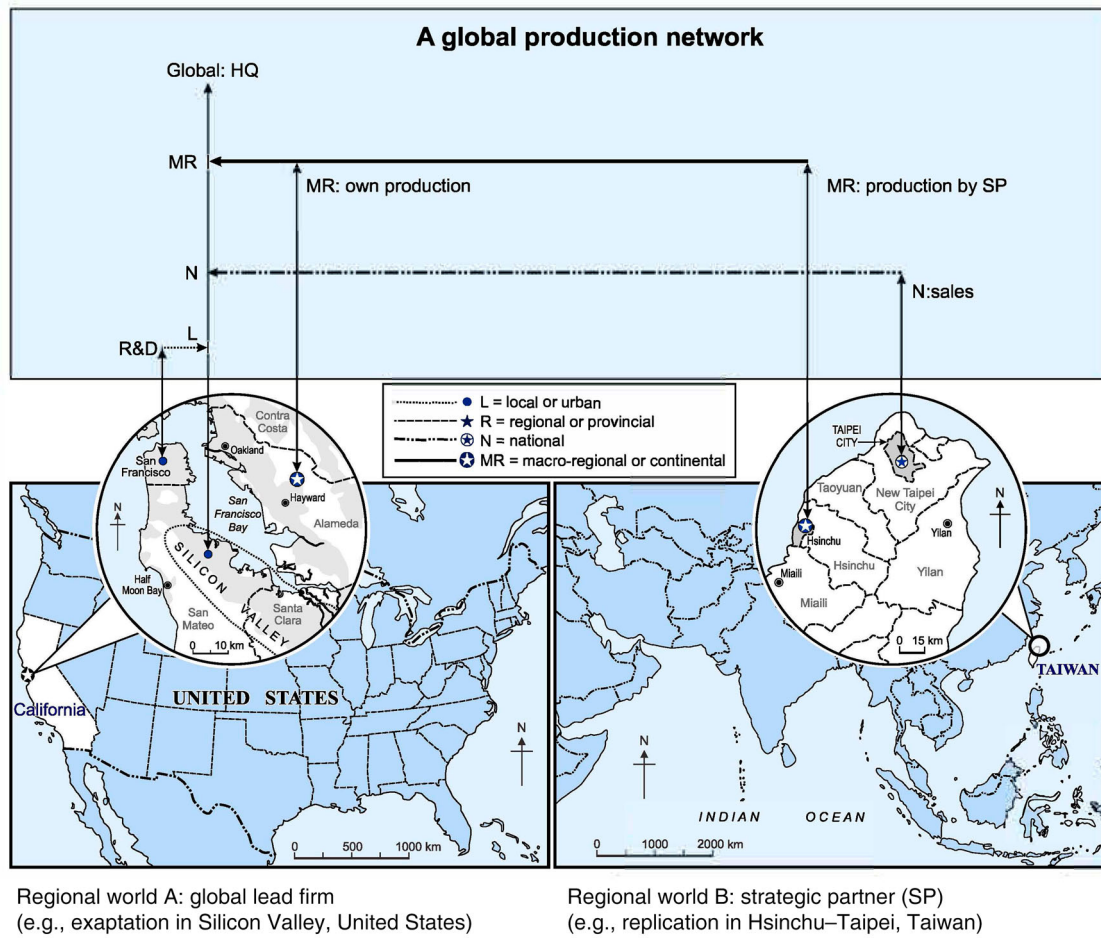 A global production network
Global: HQ
MR
MR: own production
MR: production by SP
N
N:sales
L
R&D
L = local or urban
R = regional or provincial
N = national
MR = macro-regional or continental
Contra
Costa
Oakland
San
Francisco
San
Francisco
Bay
Hayward
Alameda
N
SILICON VALLEY
Half
Moon Bay
San
Mateo
Santa
Clara
0 10 km
UNITED STATES
California
N
0 500 1000 km
TAIPEI
CITY
Taoyuan
New Taipei
City
Yilan
Hsinchu
Hsinchu
Yilan
Miaili
Miaili
N
0 15 km
TAIWAN
N
INDIAN OCEAN
0 1000 2000 km
Regional world A: global lead firm
(e.g., exaptation in Silicon Valley, United States)
Regional world B: strategic partner (SP)
(e.g., replication in Hsinchu–Taipei, Taiwan)